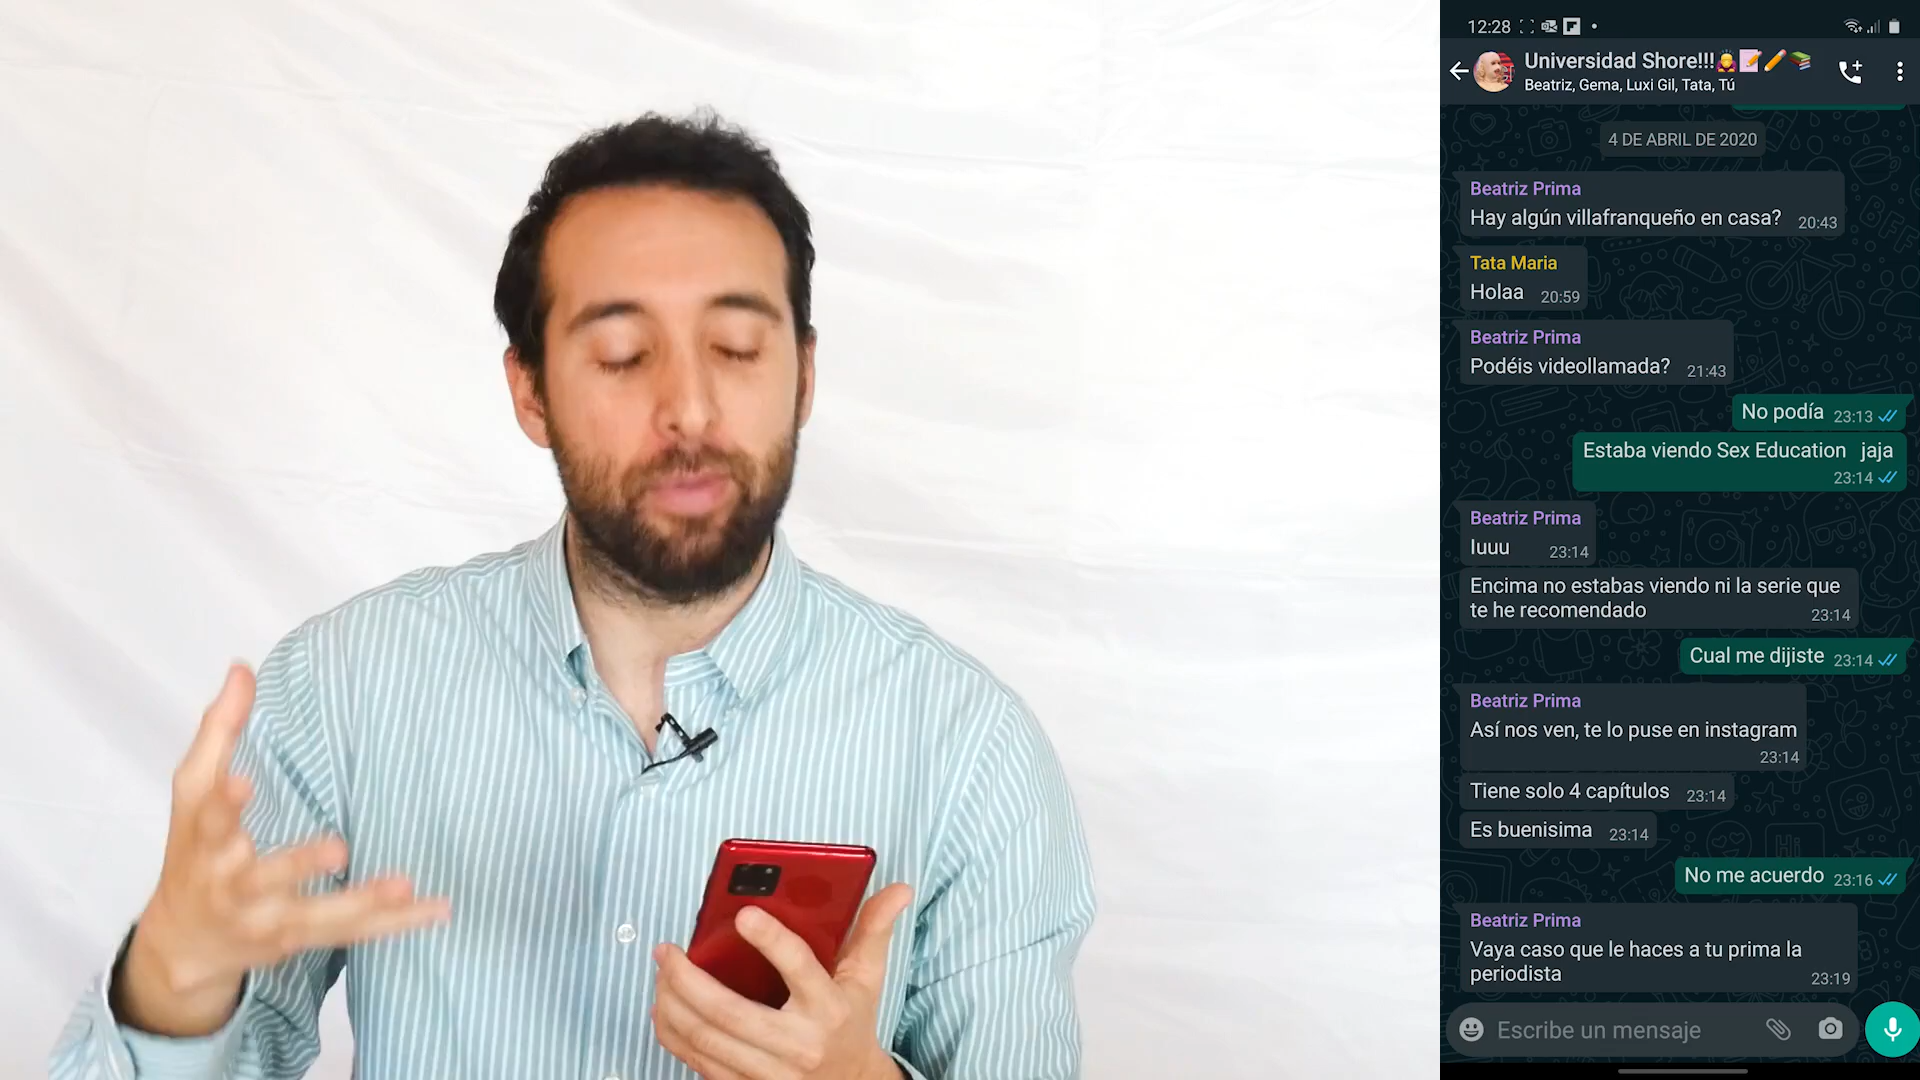 12:28
Universidad Shore!!!
Beatriz, Gema, Luxi Gil, Tata, Tú
4 DE ABRIL DE 2020
Beatriz Prima
Hay algún villafranqueño en casa? 20:43
Tata Maria
Holaa 20:59
Beatriz Prima
Podéis videollamada? 21:43
No podía 23:13
Estaba viendo Sex Education jaja
23:14
Beatriz Prima
Iuuu 23:14
Encima no estabas viendo ni la serie que
te he recomendado 23:14
Cual me dijiste 23:14
Beatriz Prima
Así nos ven, te lo puse en instagram
23:14
Tiene solo 4 capítulos 23:14
Es buenisima 23:14
No me acuerdo 23:16
Beatriz Prima
Vaya caso que le haces a tu prima la
periodista 23:19
Escribe un mensaje